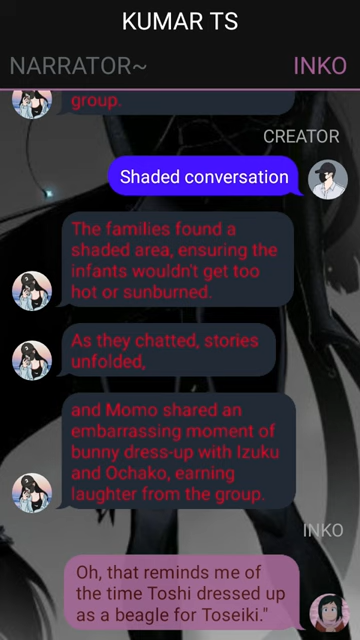 KUMAR TS
NARRATOR~
INKO
group.
CREATOR
Shaded conversation
The families found a
shaded area, ensuring the
infants wouldn't get too
hot or sunburned.
As they chatted, stories
unfolded,
and Momo shared an
embarrassing moment of
bunny dress-up with Izuku
and Ochako, earning
laughter from the group.
INKO
Oh, that reminds me of
the time Toshi dressed up
as a beagle for Toseiki."